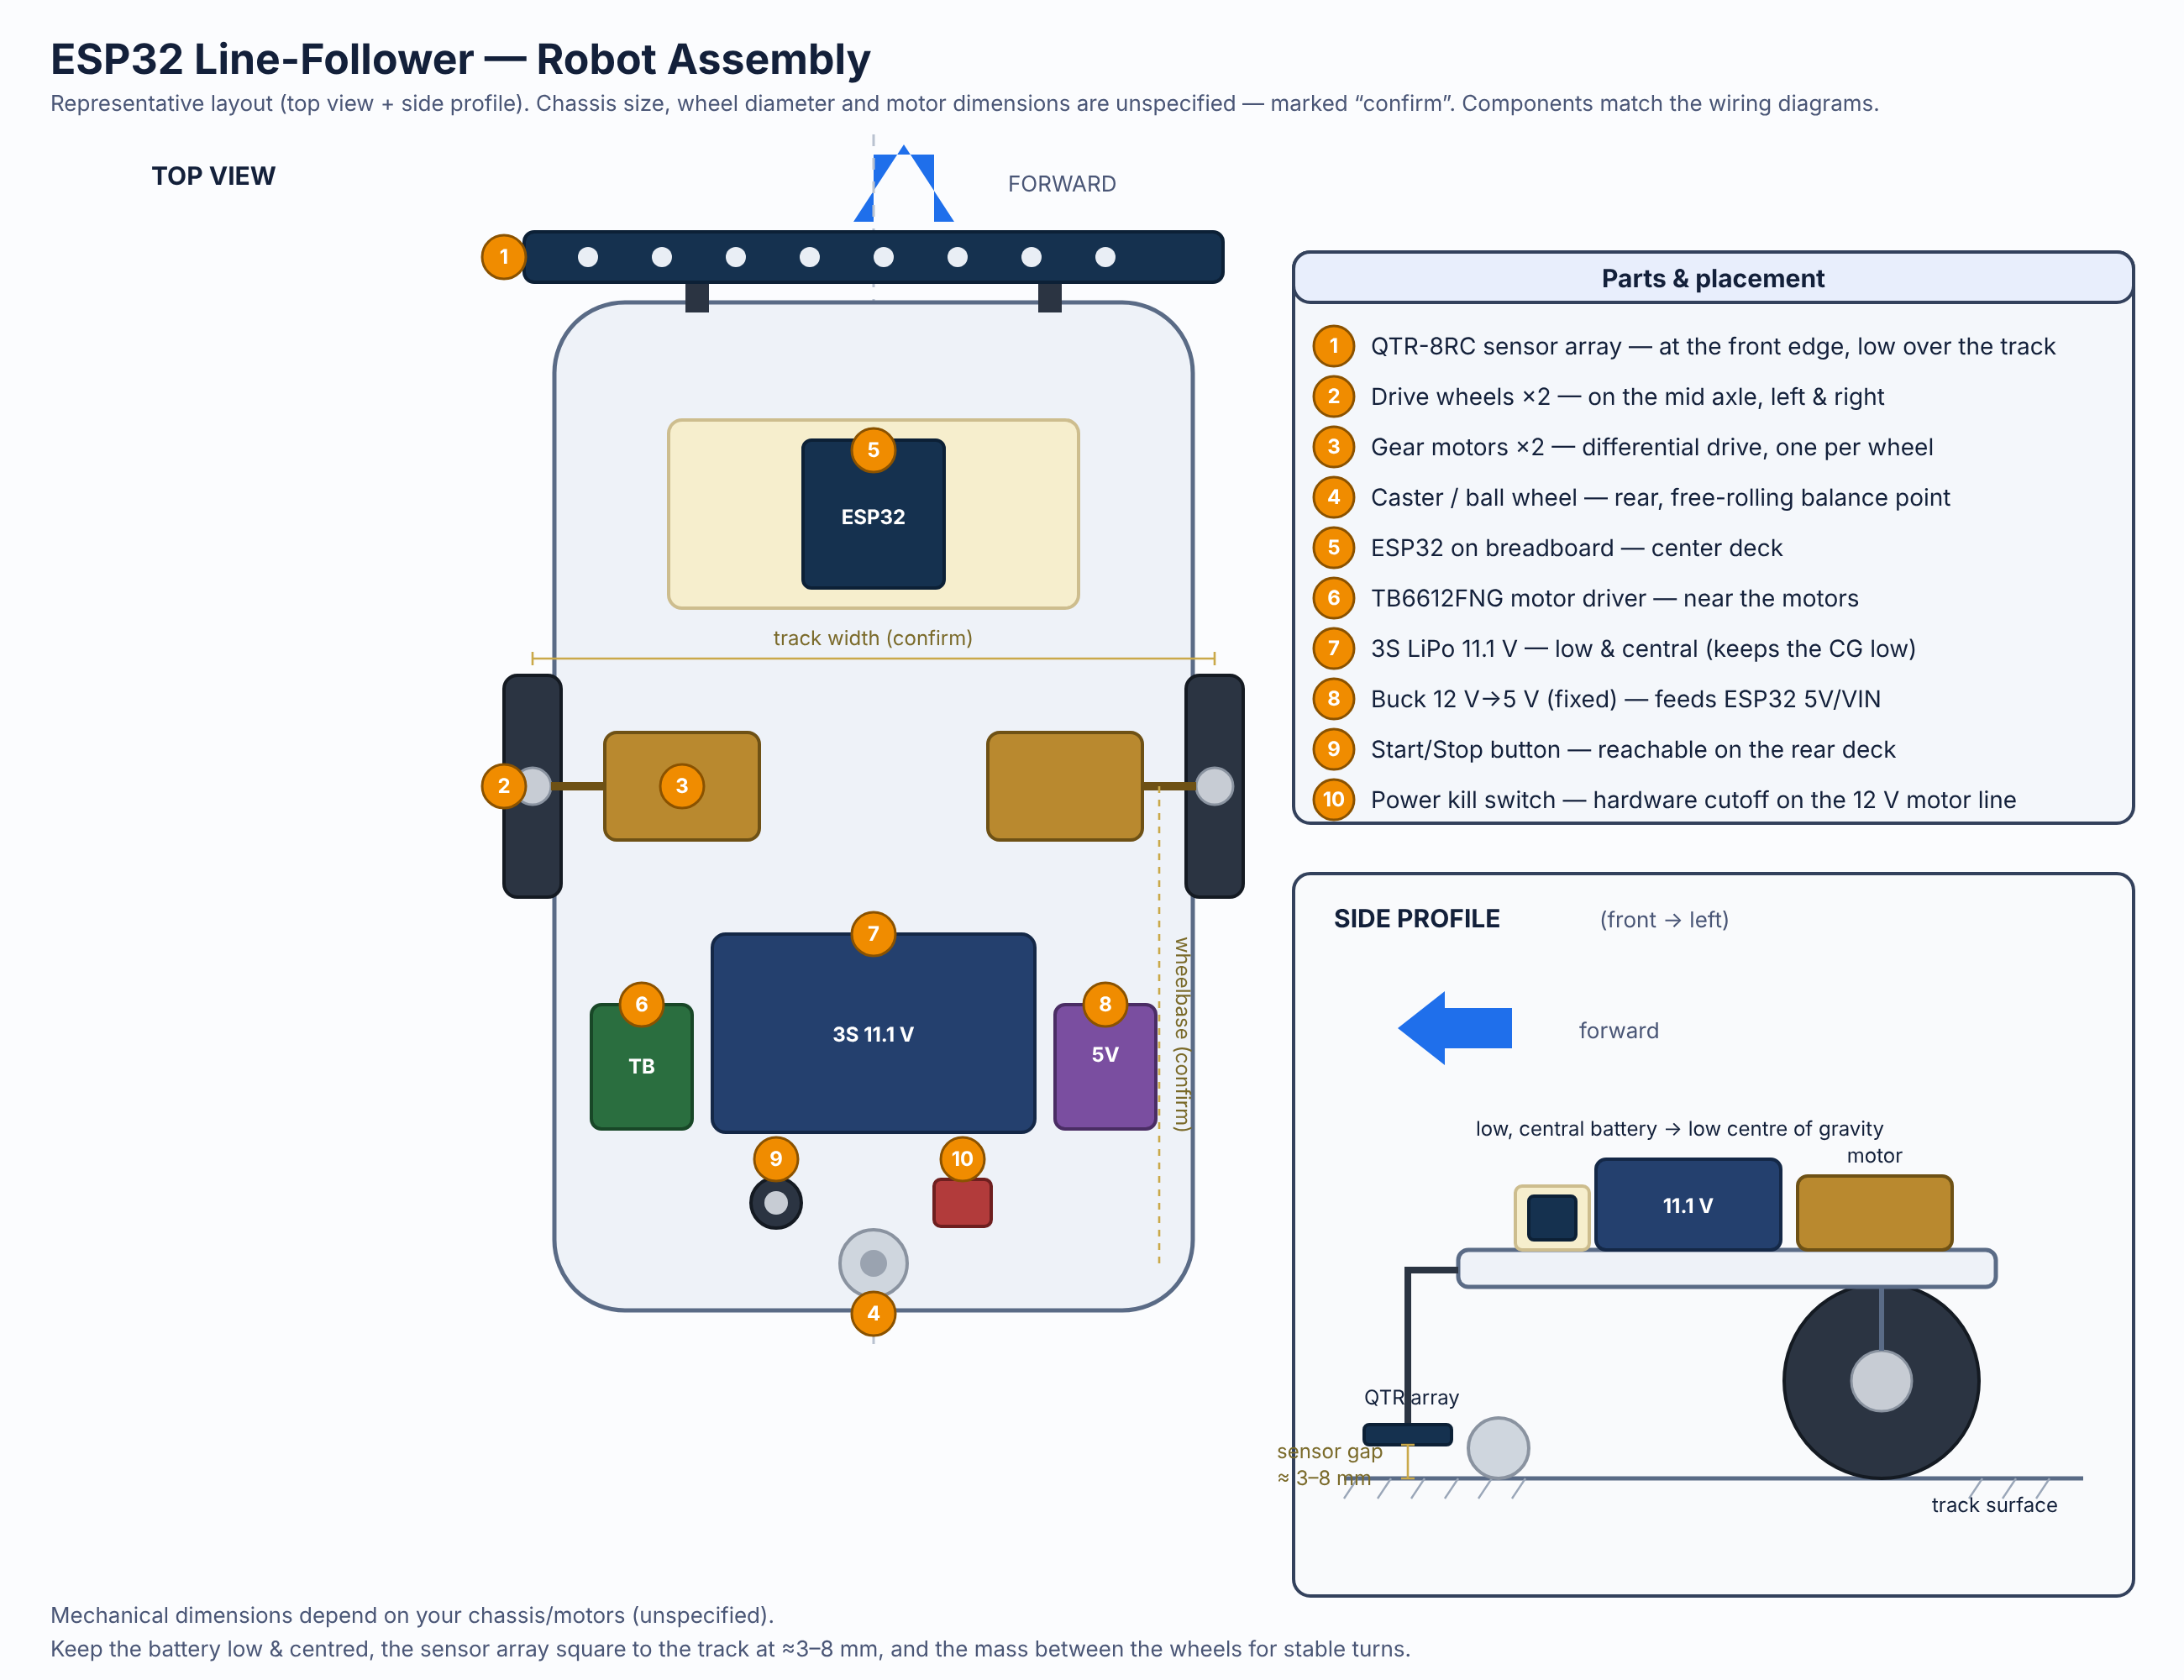 ESP32 Line-Follower — Robot Assembly
Representative layout (top view + side profile). Chassis size, wheel diameter and motor dimensions are unspecified — marked “confirm”. Components match the wiring diagrams.
TOP VIEW
FORWARD
1
5
ESP32
track width (confirm)
2
3
7
6
8
3S 11.1 V
TB
5V
wheelbase (confirm)
9
10
4
Parts & placement
1 QTR-8RC sensor array — at the front edge, low over the track
2 Drive wheels ×2 — on the mid axle, left & right
3 Gear motors ×2 — differential drive, one per wheel
4 Caster / ball wheel — rear, free-rolling balance point
5 ESP32 on breadboard — center deck
6 TB6612FNG motor driver — near the motors
7 3S LiPo 11.1 V — low & central (keeps the CG low)
8 Buck 12 V→5 V (fixed) — feeds ESP32 5V/VIN
9 Start/Stop button — reachable on the rear deck
10 Power kill switch — hardware cutoff on the 12 V motor line
SIDE PROFILE (front → left)
forward
low, central battery → low centre of gravity
motor
11.1 V
QTR array
sensor gap
≈ 3–8 mm
track surface
Mechanical dimensions depend on your chassis/motors (unspecified).
Keep the battery low & centred, the sensor array square to the track at ≈3–8 mm, and the mass between the wheels for stable turns.